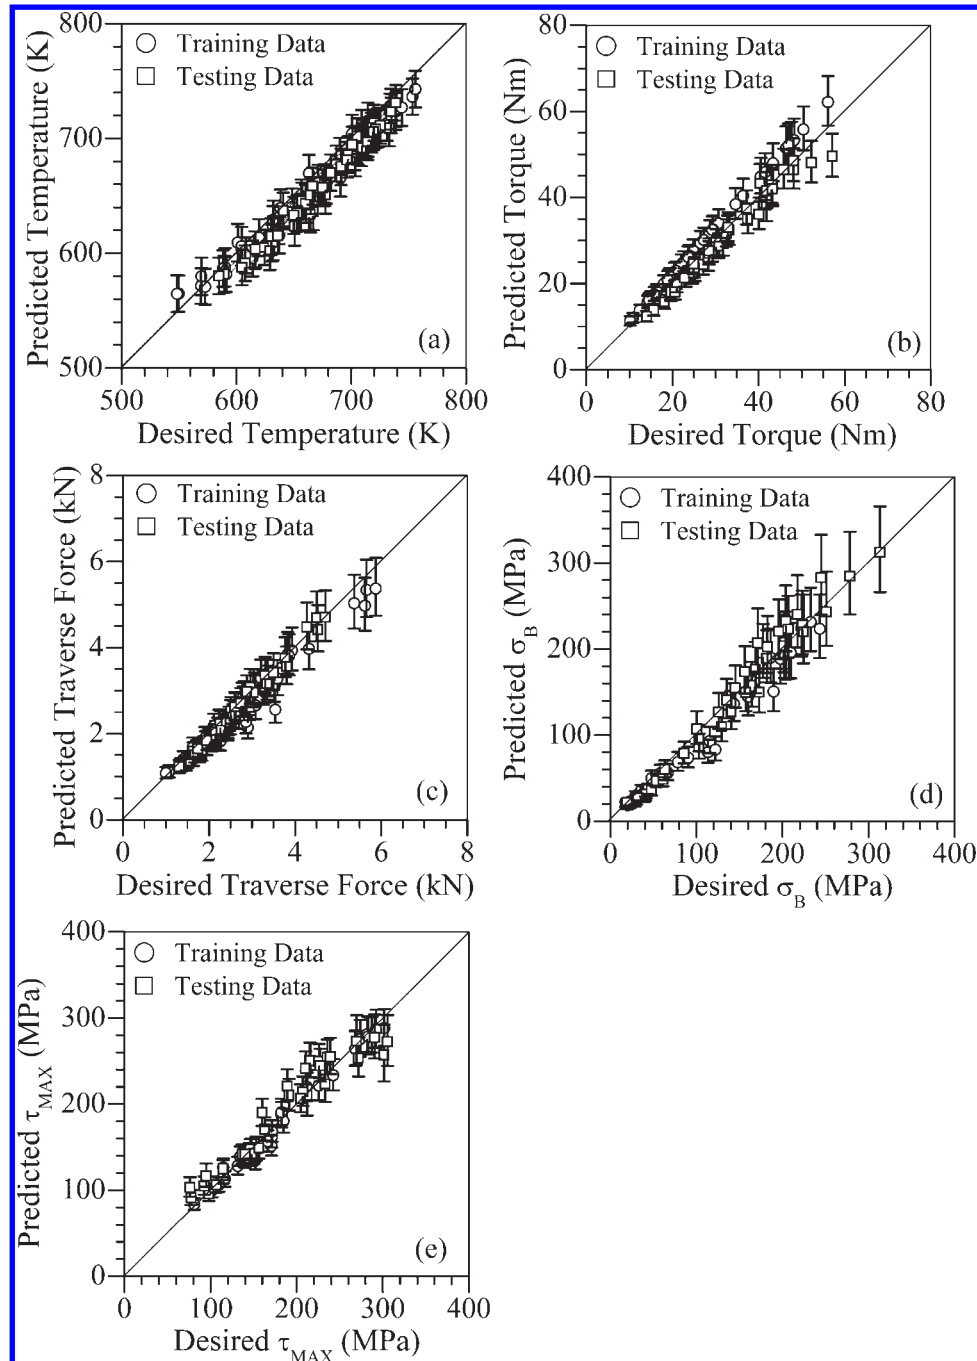 800
700
600
500
500
600
700
800
Predicted Temperature (K)
Training Data
Testing Data
(a)
Desired Temperature (K)
80
60
40
20
0
0
20
40
60
80
Predicted Torque (Nm)
Training Data
Testing Data
(b)
Desired Torque (Nm)
8
6
4
2
0
0
2
4
6
8
Predicted Traverse Force (kN)
Training Data
Testing Data
(c)
Desired Traverse Force (kN)
400
300
200
100
0
0
100
200
300
400
Predicted σB (MPa)
Training Data
Testing Data
(d)
Desired σB (MPa)
400
300
200
100
0
0
100
200
300
400
Predicted τMAX (MPa)
Training Data
Testing Data
(e)
Desired τMAX (MPa)